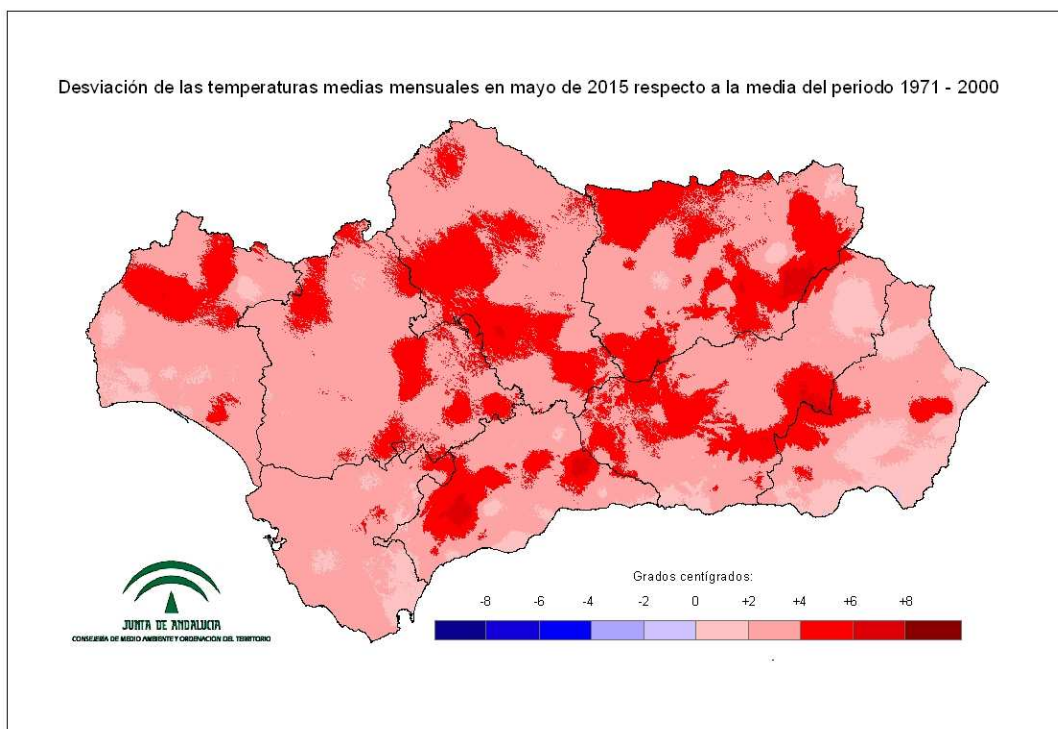 Desviación de las temperaturas medias mensuales en mayo de 2015 respecto a la media del periodo 1971 - 2000
Grados centígrados:
-8 -6 -4 -2 0 +2 +4 +6 +8
JUNTA DE ANDALUCIA
CONSEJERIA DE MEDIO AMBIENTE Y ORDENACIÓN DEL TERRITORIO